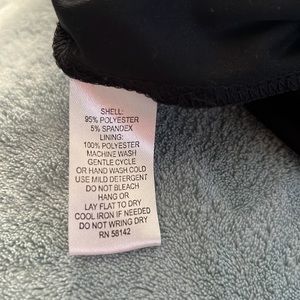 SHELL:
95% POLYESTER
5% SPANDEX
LINING:
100% POLYESTER
MACHINE WASH
GENTLE CYCLE
OR HAND WASH COLD
USE MILD DETERGENT
DO NOT BLEACH
HANG OR
LAY FLAT TO DRY
COOL IRON IF NEEDED
DO NOT WRING DRY
RN 58142